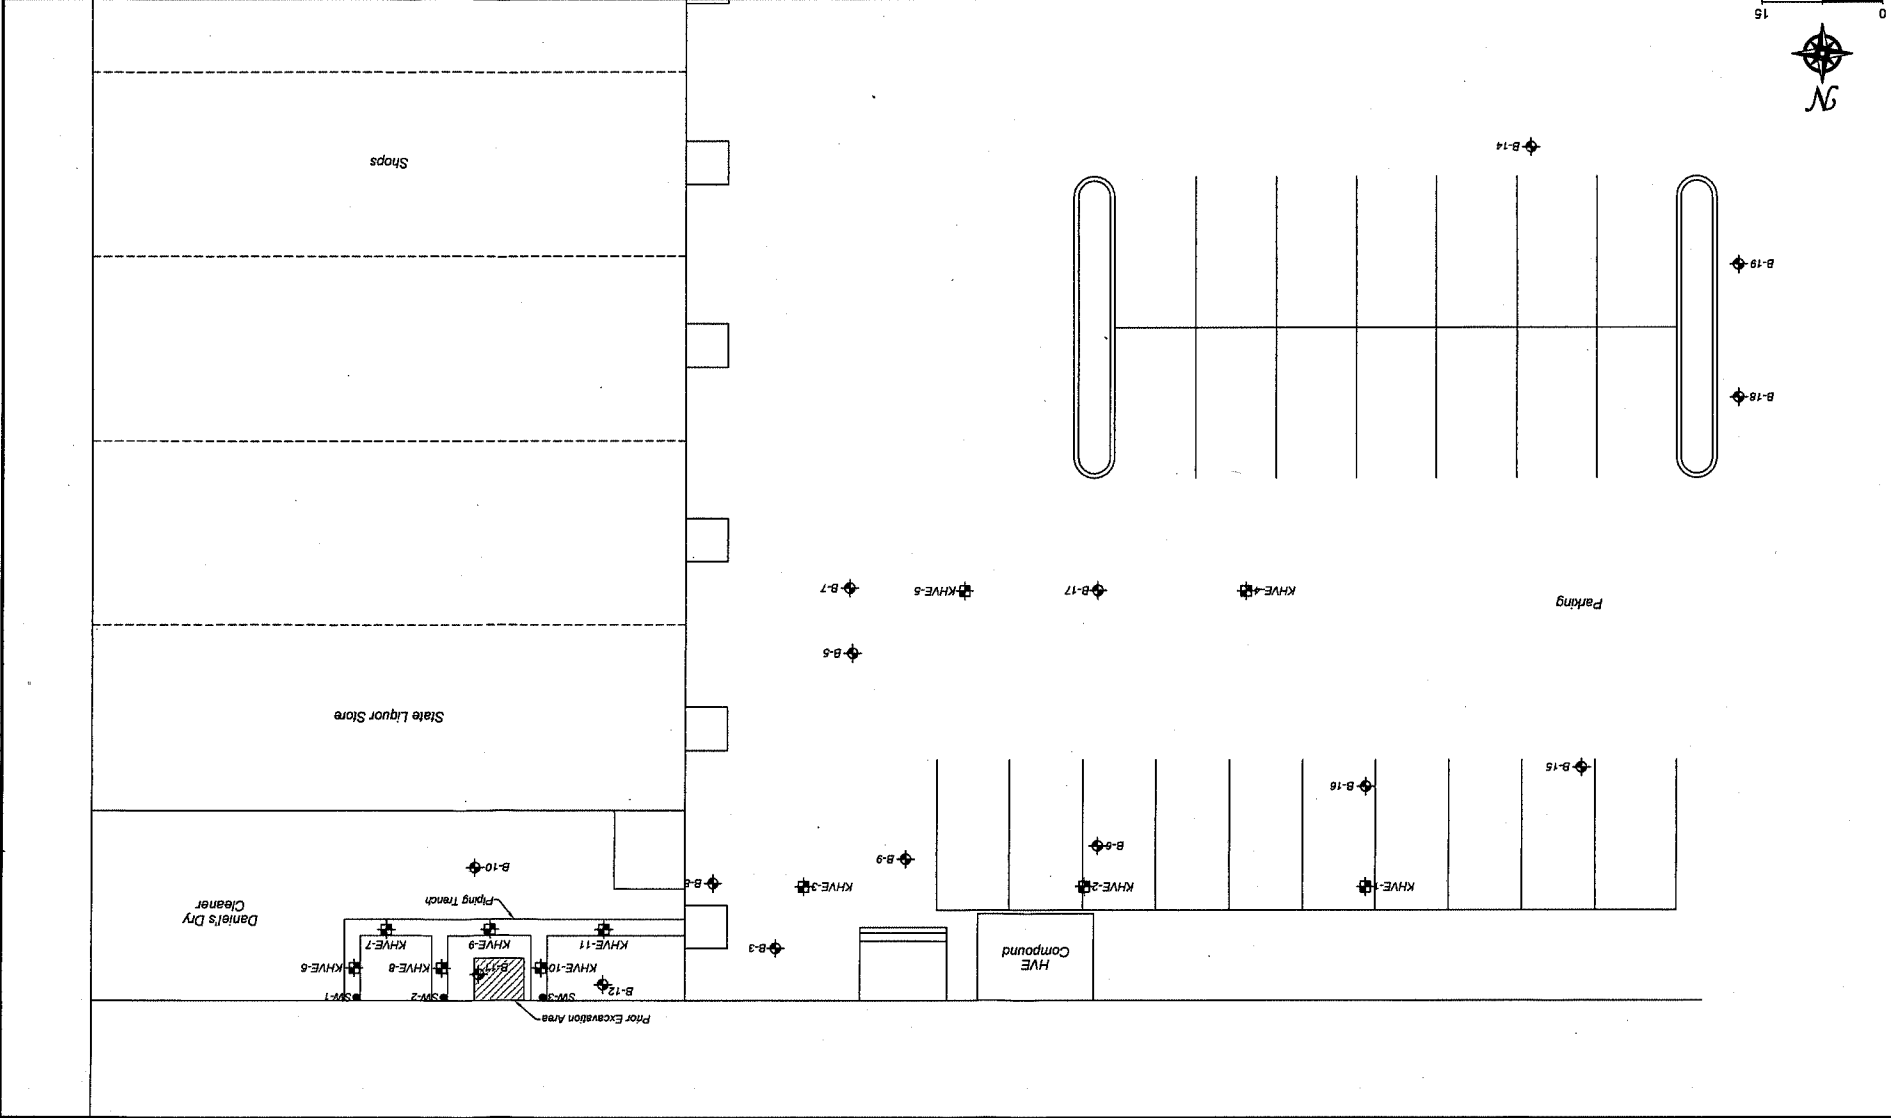 Prior Excavation Area
B-12
SW-3
SW-2
SW-1
KHVE-10
B-11
KHVE-8
KHVE-6
HVE
Compound
B-3
KHVE-11
KHVE-9
KHVE-7
Daniel's Dry
Cleaner
Piping Trench
KHVE-1
KHVE-2
KHVE-3
B-8
B-10
B-9
B-6
B-16
B-15
State Liquor Store
B-5
Parking
KHVE-4
B-17
KHVE-5
B-7
B-18
B-19
Shops
B-14
N
0
15